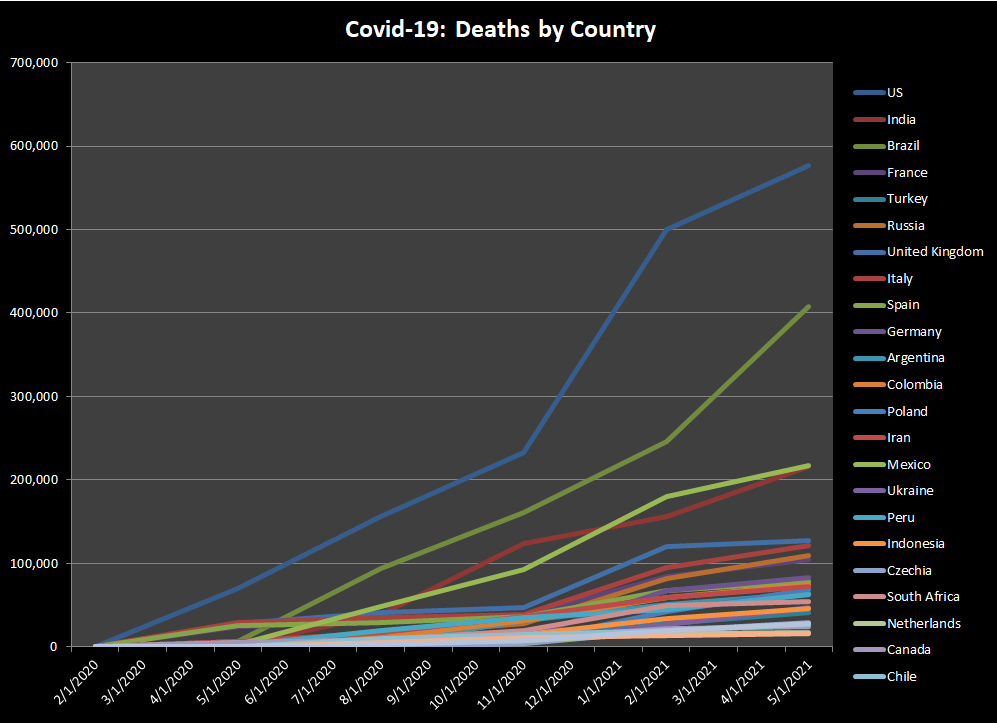 Covid-19: Deaths by Country
700,000
600,000
500,000
400,000
300,000
200,000
100,000
0
2/1/2020
3/1/2020
4/1/2020
5/1/2020
6/1/2020
7/1/2020
8/1/2020
9/1/2020
10/1/2020
11/1/2020
12/1/2020
1/1/2021
2/1/2021
3/1/2021
4/1/2021
5/1/2021
US
India
Brazil
France
Turkey
Russia
United Kingdom
Italy
Spain
Germany
Argentina
Colombia
Poland
Iran
Mexico
Ukraine
Peru
Indonesia
Czechia
South Africa
Netherlands
Canada
Chile